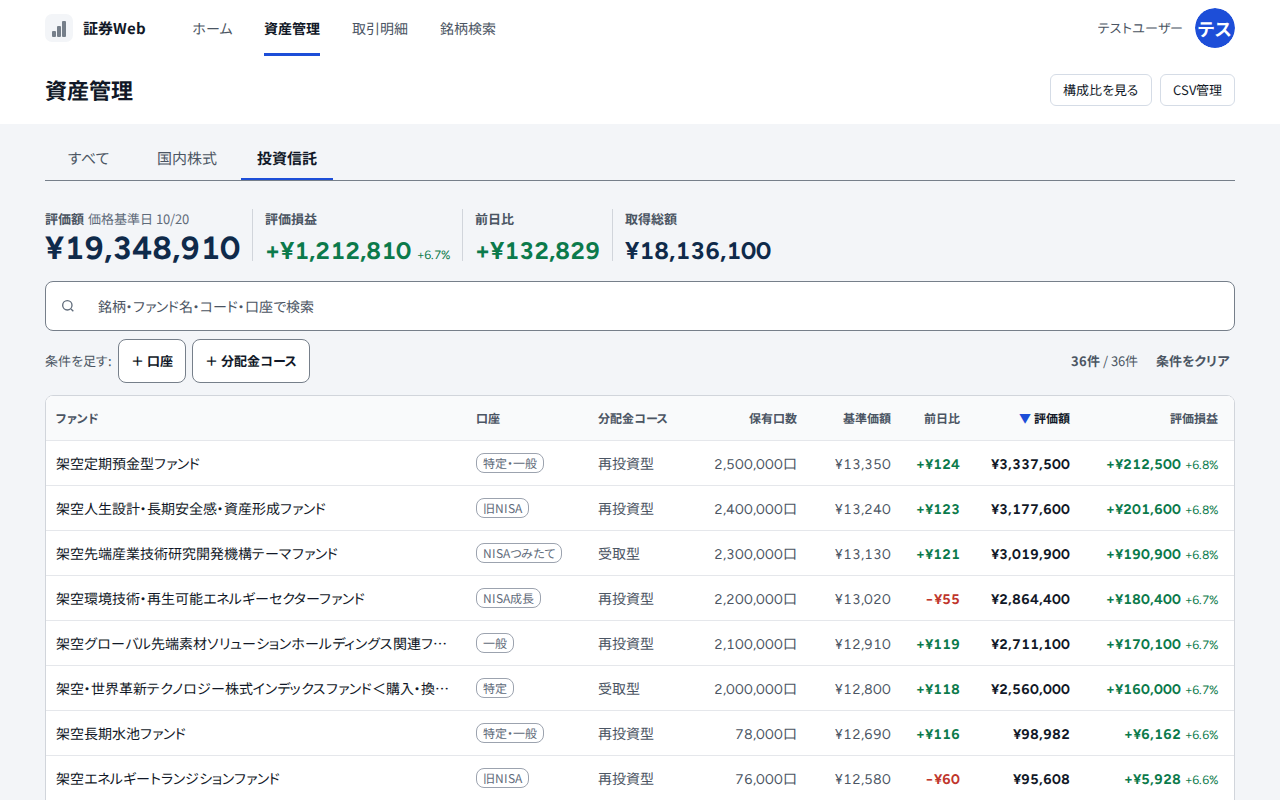 証券Web ホーム 資産管理 取引明細 銘柄検索 テストユーザー テス
資産管理 構成比を見る CSV管理
すべて 国内株式 投資信託
評価額 価格基準日 10/20 評価損益 前日比 取得総額
¥19,348,910 +¥1,212,810 +6.7% +¥132,829 ¥18,136,100
銘柄・ファンド名・コード・口座で検索
条件を足す: ＋ 口座 ＋ 分配金コース 36件 / 36件 条件をクリア
ファンド 口座 分配金コース 保有口数 基準価額 前日比 ▼ 評価額 評価損益
架空定期預金型ファンド 特定・一般 再投資型 2,500,000口 ¥13,350 +¥124 ¥3,337,500 +¥212,500 +6.8%
架空人生設計・長期安全感・資産形成ファンド 旧NISA 再投資型 2,400,000口 ¥13,240 +¥123 ¥3,177,600 +¥201,600 +6.8%
架空先端産業技術研究開発機構テーマファンド NISAつみたて 受取型 2,300,000口 ¥13,130 +¥121 ¥3,019,900 +¥190,900 +6.8%
架空環境技術・再生可能エネルギーセクターファンド NISA成長 再投資型 2,200,000口 ¥13,020 -¥55 ¥2,864,400 +¥180,400 +6.7%
架空グローバル先端素材ソリューションホールディングス関連フ… 一般 再投資型 2,100,000口 ¥12,910 +¥119 ¥2,711,100 +¥170,100 +6.7%
架空・世界革新テクノロジー株式インデックスファンド＜購入・換… 特定 受取型 2,000,000口 ¥12,800 +¥118 ¥2,560,000 +¥160,000 +6.7%
架空長期水池ファンド 特定・一般 再投資型 78,000口 ¥12,690 +¥116 ¥98,982 +¥6,162 +6.6%
架空エネルギートランジションファンド 旧NISA 再投資型 76,000口 ¥12,580 -¥60 ¥95,608 +¥5,928 +6.6%